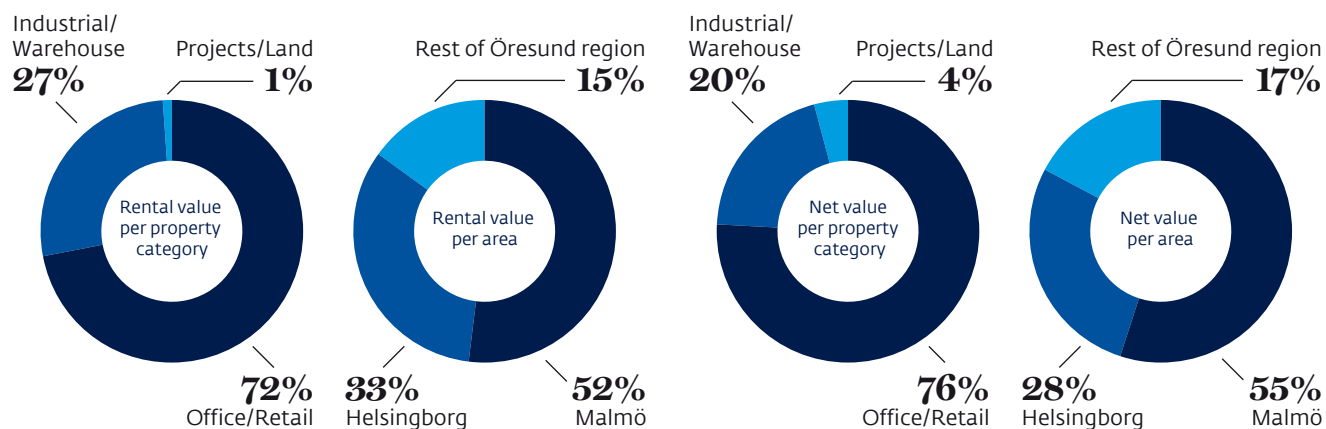 Industrial/
Warehouse
27%
Projects/Land
1%
Rental value
per property
category
72%
Office/Retail
Rest of Öresund region
15%
Rental value
per area
33%
Helsingborg
52%
Malmö
Industrial/
Warehouse
20%
Projects/Land
4%
Net value
per property
category
76%
Office/Retail
Rest of Öresund region
17%
Net value
per area
28%
Helsingborg
55%
Malmö